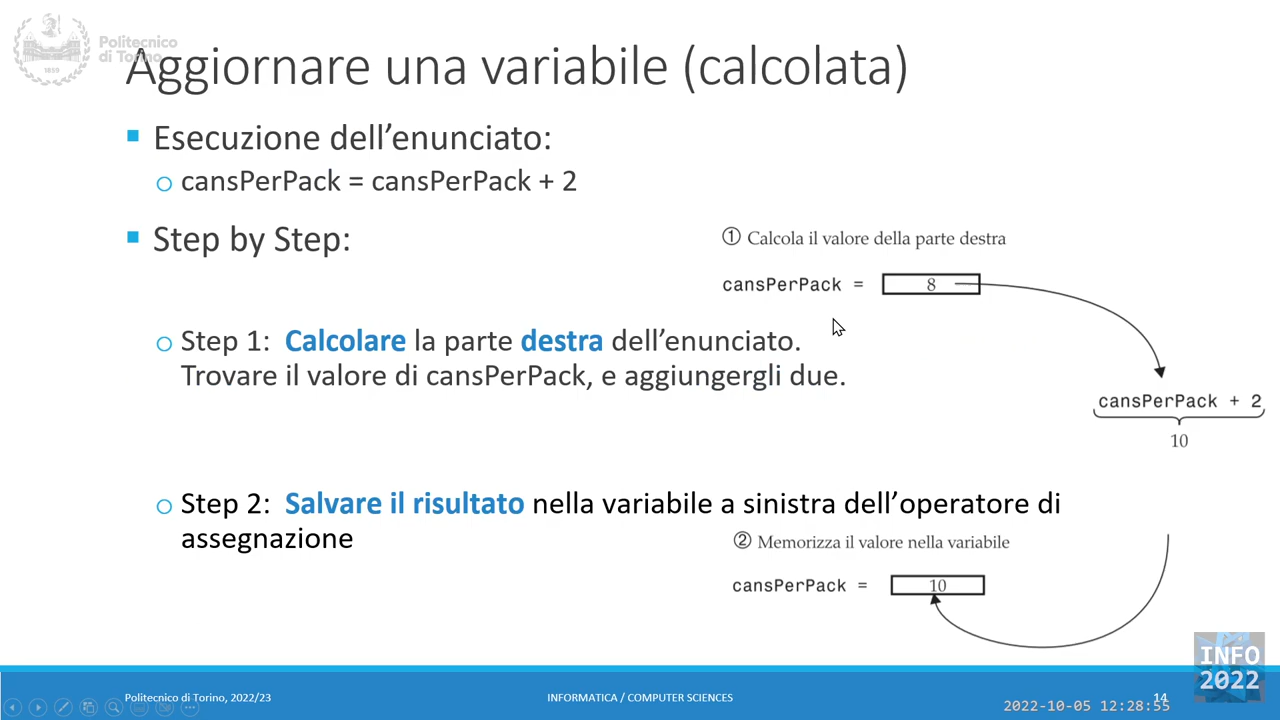 Politecnico
di Torino
1859
Aggiornare una variabile (calcolata)
Esecuzione dell’enunciato:
cansPerPack = cansPerPack + 2
Step by Step:
① Calcola il valore della parte destra
cansPerPack = 8
Step 1: Calcolare la parte destra dell’enunciato.
Trovare il valore di cansPerPack, e aggiungergli due.
cansPerPack + 2
10
Step 2: Salvare il risultato nella variabile a sinistra dell’operatore di
assegnazione
② Memorizza il valore nella variabile
cansPerPack = 10
INFO
2022
Politecnico di Torino, 2022/23
INFORMATICA / COMPUTER SCIENCES
14
2022-10-05 12:28:55